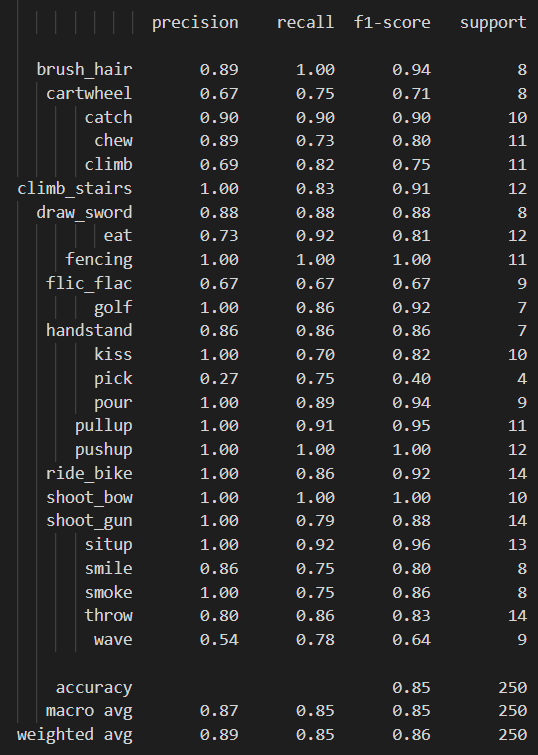 precision recall f1-score support
brush_hair 0.89 1.00 0.94 8
cartwheel 0.67 0.75 0.71 8
catch 0.90 0.90 0.90 10
chew 0.89 0.73 0.80 11
climb 0.69 0.82 0.75 11
climb_stairs 1.00 0.83 0.91 12
draw_sword 0.88 0.88 0.88 8
eat 0.73 0.92 0.81 12
fencing 1.00 1.00 1.00 11
flic_flac 0.67 0.67 0.67 9
golf 1.00 0.86 0.92 7
handstand 0.86 0.86 0.86 7
kiss 1.00 0.70 0.82 10
pick 0.27 0.75 0.40 4
pour 1.00 0.89 0.94 9
pullup 1.00 0.91 0.95 11
pushup 1.00 1.00 1.00 12
ride_bike 1.00 0.86 0.92 14
shoot_bow 1.00 1.00 1.00 10
shoot_gun 1.00 0.79 0.88 14
situp 1.00 0.92 0.96 13
smile 0.86 0.75 0.80 8
smoke 1.00 0.75 0.86 8
throw 0.80 0.86 0.83 14
wave 0.54 0.78 0.64 9
accuracy 0.85 250
macro avg 0.87 0.85 0.85 250
weighted avg 0.89 0.85 0.86 250